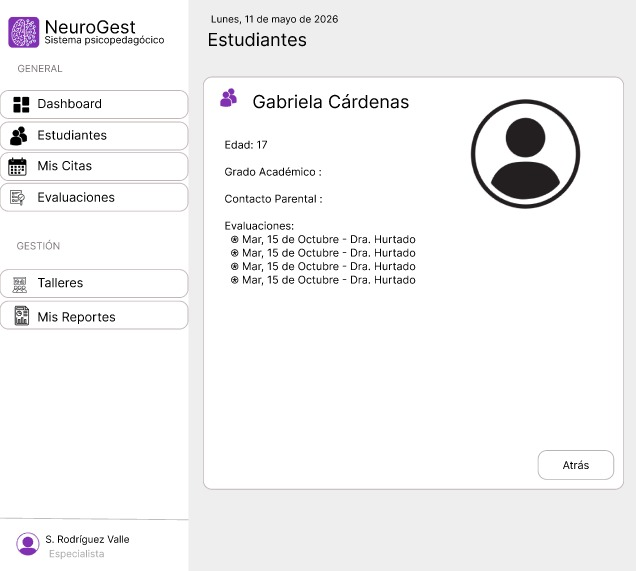 NeuroGest
Sistema psicopedagócico
GENERAL
Dashboard
Estudiantes
Mis Citas
Evaluaciones
GESTIÓN
Talleres
Mis Reportes
S. Rodríguez Valle
Especialista
Lunes, 11 de mayo de 2026
Estudiantes
Gabriela Cárdenas
Edad: 17
Grado Académico :
Contacto Parental :
Evaluaciones:
Mar, 15 de Octubre - Dra. Hurtado
Mar, 15 de Octubre - Dra. Hurtado
Mar, 15 de Octubre - Dra. Hurtado
Mar, 15 de Octubre - Dra. Hurtado
Atrás